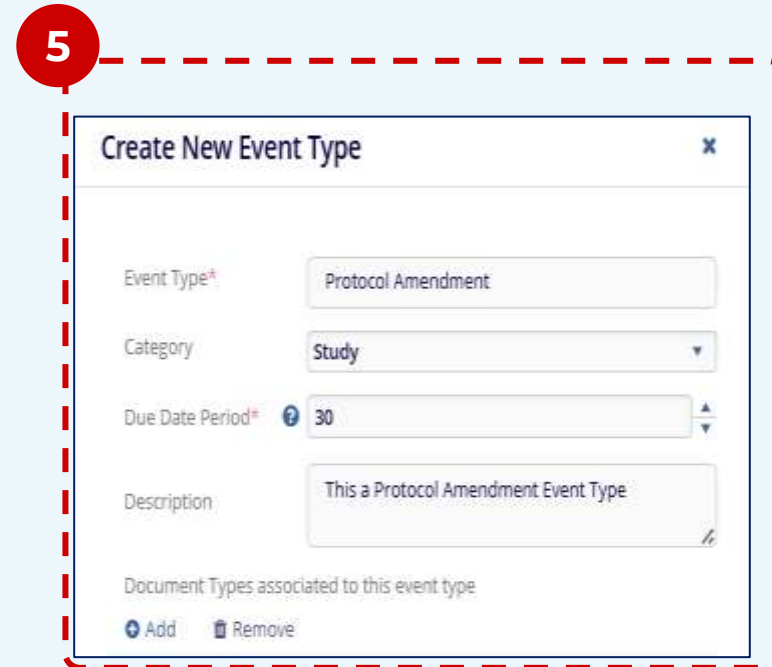 5
Create New Event Type
Event Type* Protocol Amendment
Category Study
Due Date Period* 30
Description This a Protocol Amendment Event Type
Document Types associated to this event type
Add Remove